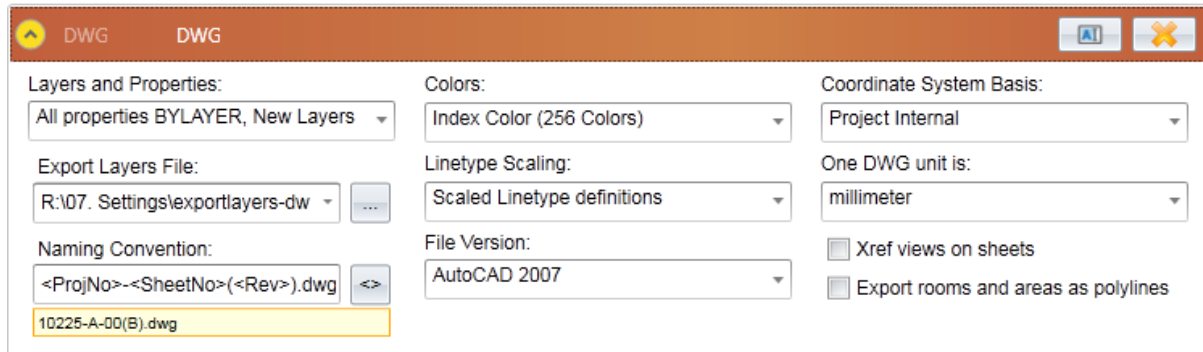 DWG DWG
AI
Layers and Properties:
All properties BYLAYER, New Layers
Export Layers File:
R:\07. Settings\exportlayers-dw
...
Naming Convention:
<ProjNo>-<SheetNo>(<Rev>).dwg
<>
10225-A-00(B).dwg
Colors:
Index Color (256 Colors)
Linetype Scaling:
Scaled Linetype definitions
File Version:
AutoCAD 2007
Coordinate System Basis:
Project Internal
One DWG unit is:
millimeter
Xref views on sheets
Export rooms and areas as polylines